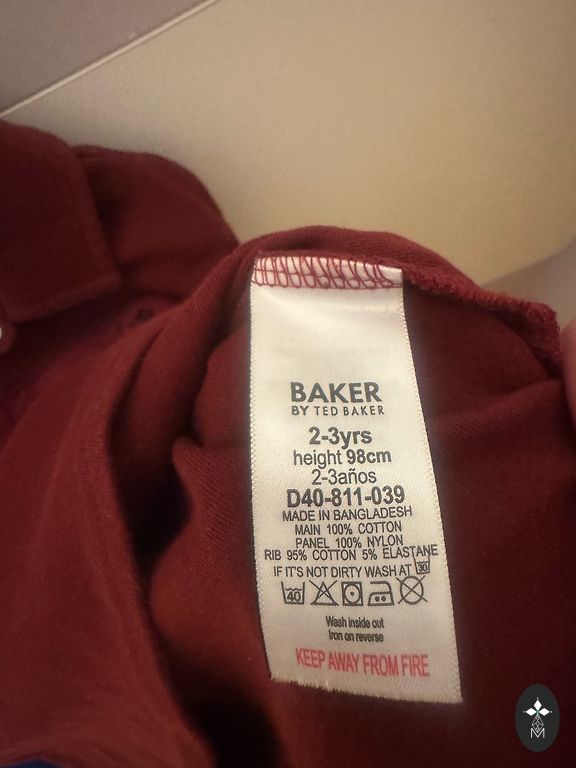 BAKER
BY TED BAKER
2-3yrs
height 98cm
2-3años
D40-811-039
MADE IN BANGLADESH
MAIN 100% COTTON
PANEL 100% NYLON
RIB 95% COTTON 5% ELASTANE
IF IT'S NOT DIRTY WASH AT 30
40
Wash inside out
Iron on reverse
KEEP AWAY FROM FIRE
M